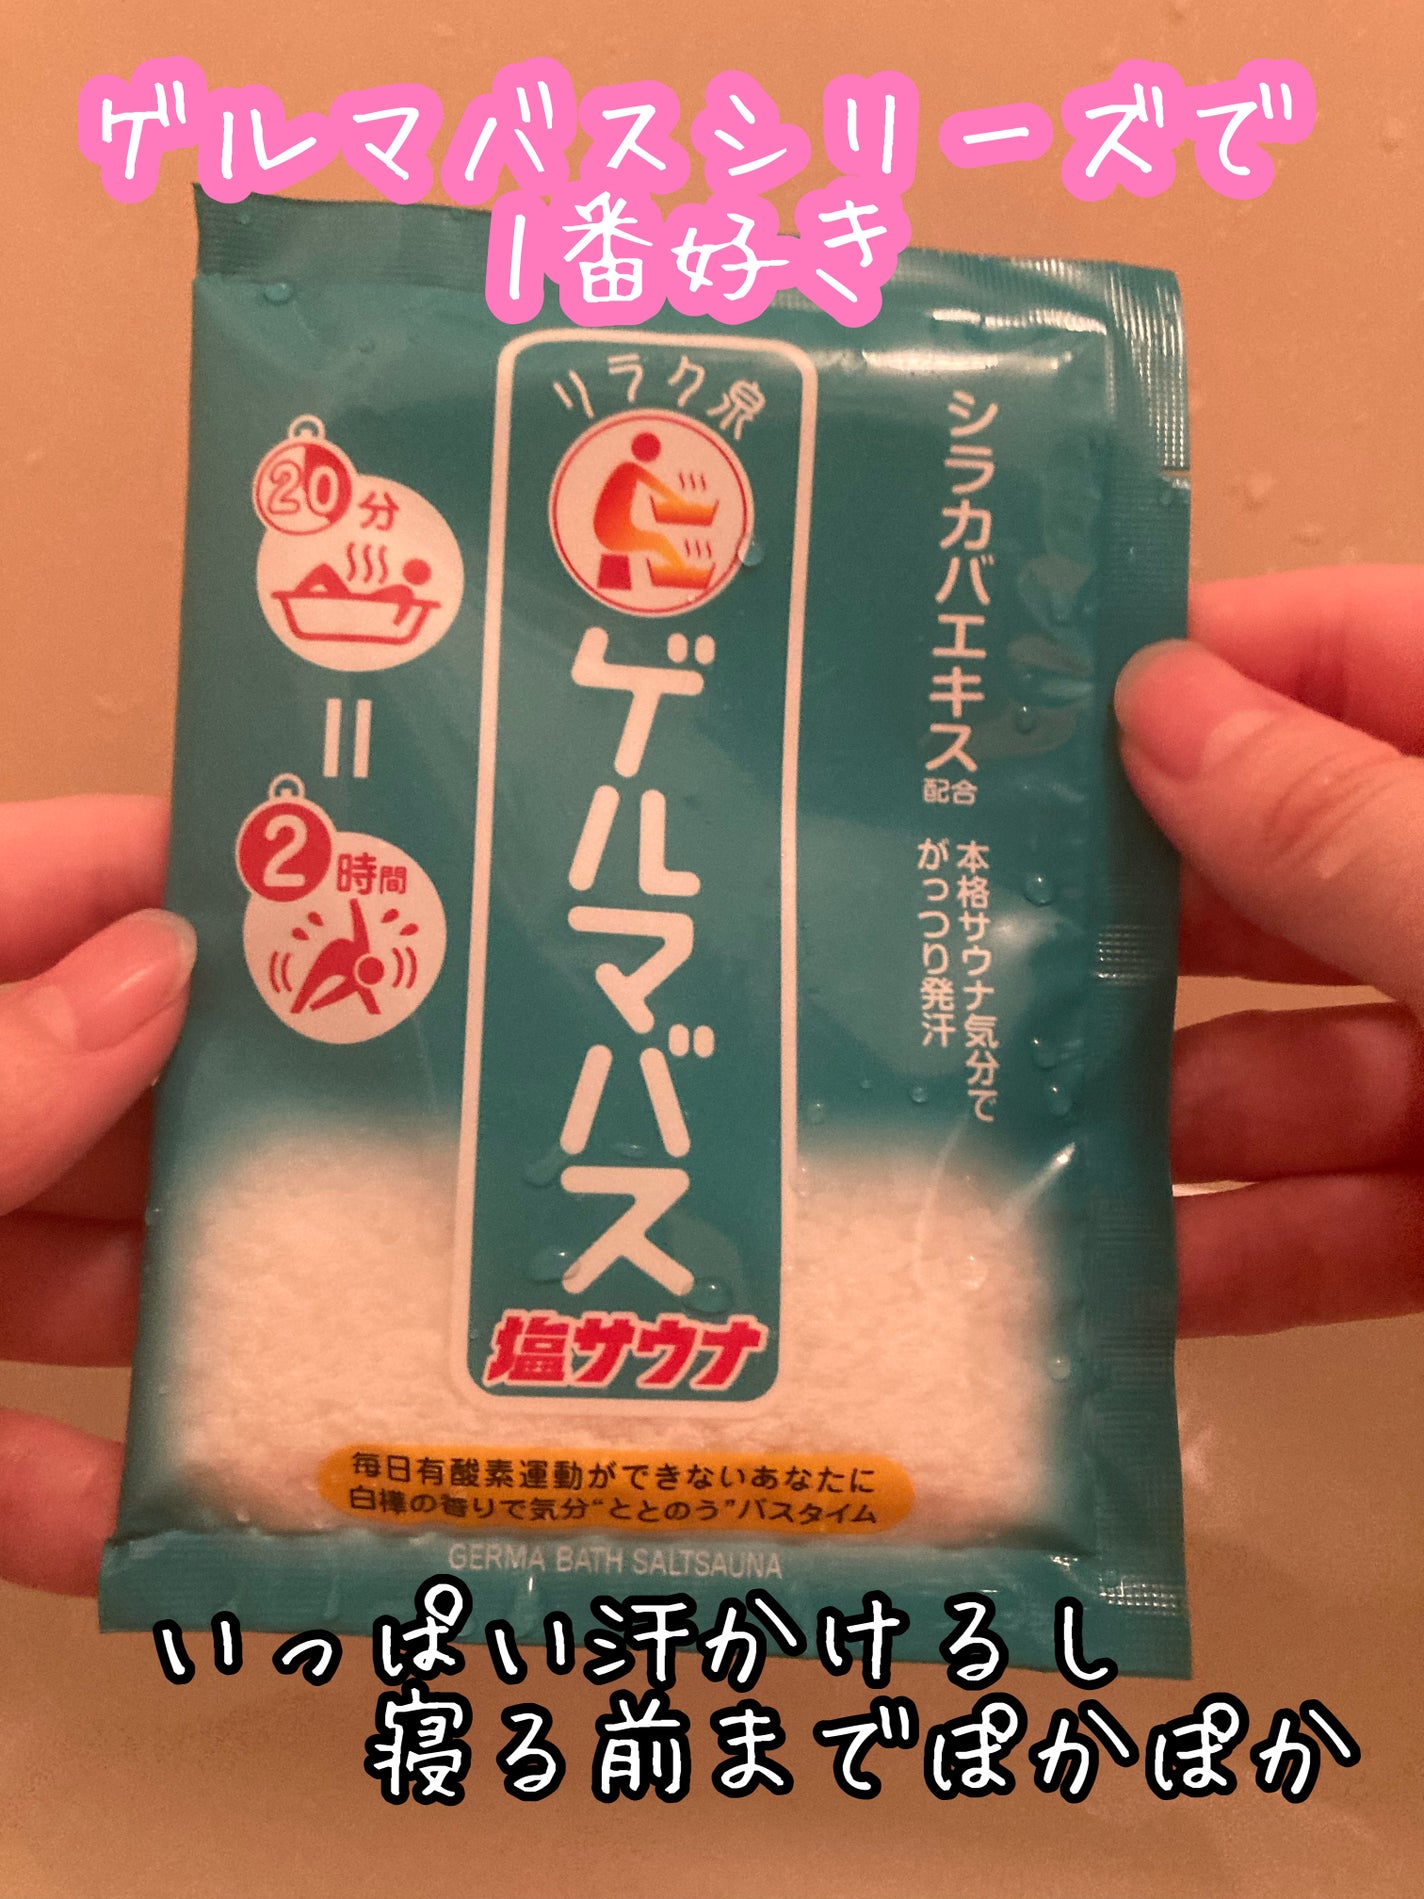 ゲルマバスシリーズで
1番好き
リラク泉
ゲルマバス
塩サウナ
シラカバエキス配合
本格サウナ気分で
がっつり発汗
20分
=
2時間
毎日有酸素運動ができないあなたに
白樺の香りで気分“ととのう”バスタイム
GERMA BATH SALTSAUNA
いっぱい汗かけるし
寝る前までぽかぽか